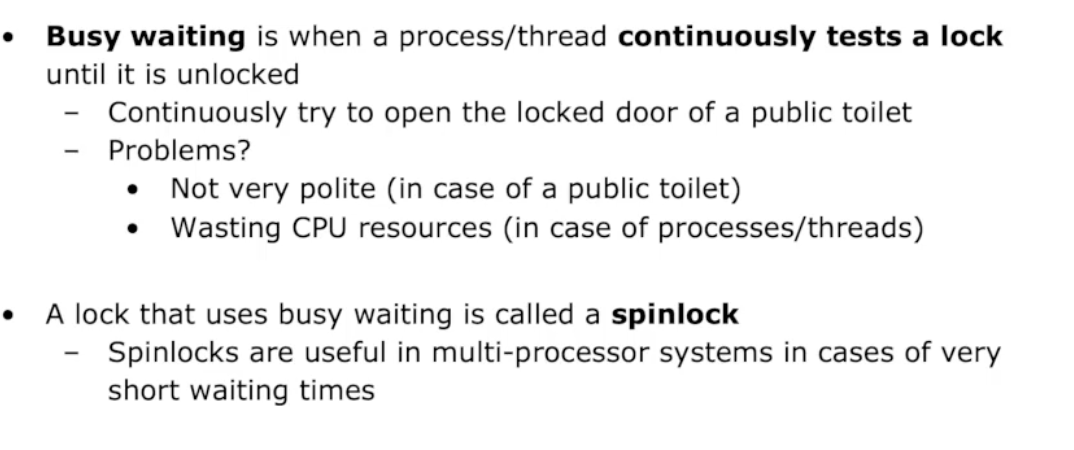 • Busy waiting is when a process/thread continuously tests a lock
until it is unlocked
– Continuously try to open the locked door of a public toilet
– Problems?
• Not very polite (in case of a public toilet)
• Wasting CPU resources (in case of processes/threads)
• A lock that uses busy waiting is called a spinlock
– Spinlocks are useful in multi-processor systems in cases of very
short waiting times